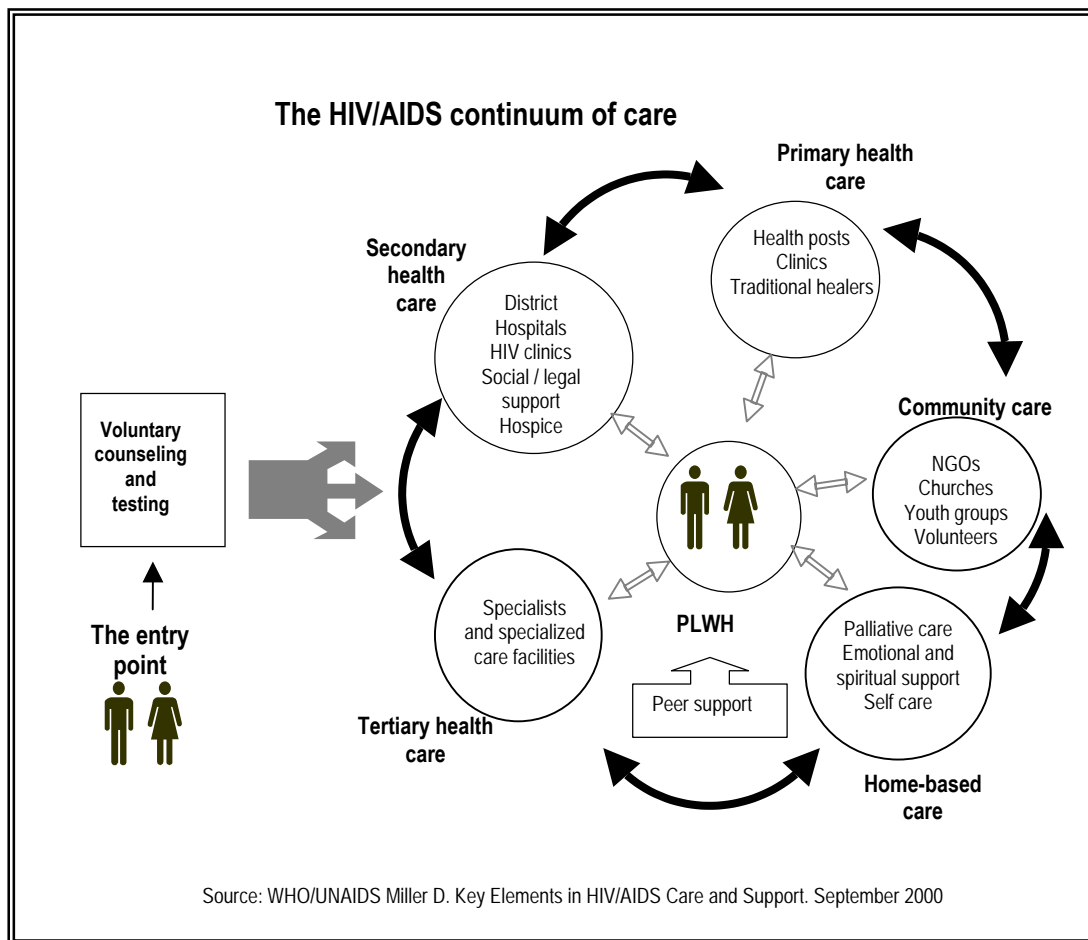 The HIV/AIDS continuum of care
Primary health
care
Health posts
Clinics
Traditional healers
Secondary
health
care
District
Hospitals
HIV clinics
Social / legal
support
Hospice
Voluntary
counseling
and
testing
The entry
point
Community care
NGOs
Churches
Youth groups
Volunteers
Specialists
and specialized
care facilities
Tertiary health
care
PLWH
Peer support
Palliative care
Emotional and
spiritual support
Self care
Home-based
care
Source: WHO/UNAIDS Miller D. Key Elements in HIV/AIDS Care and Support. September 2000